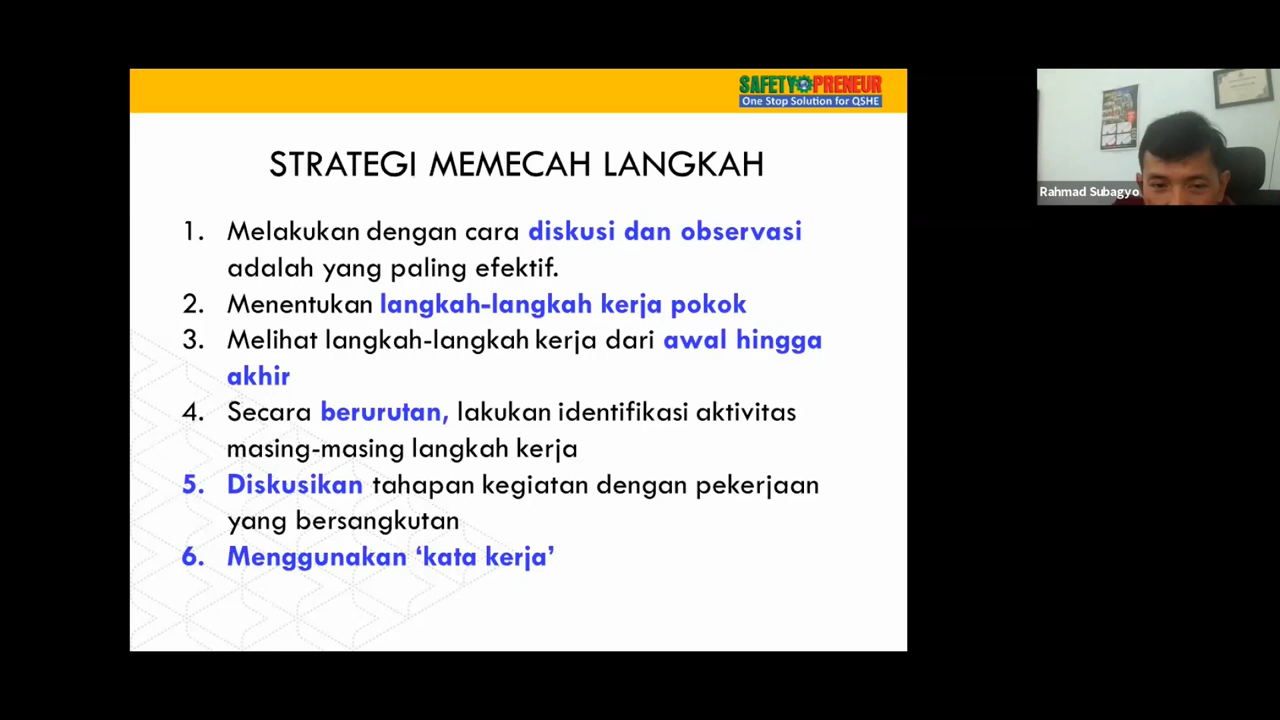 SAFETY PRENEUR
One Stop Solution for QSHE
STRATEGI MEMECAH LANGKAH
1. Melakukan dengan cara diskusi dan observasi
adalah yang paling efektif.
2. Menentukan langkah-langkah kerja pokok
3. Melihat langkah-langkah kerja dari awal hingga
akhir
4. Secara berurutan, lakukan identifikasi aktivitas
masing-masing langkah kerja
5. Diskusikan tahapan kegiatan dengan pekerjaan
yang bersangkutan
6. Menggunakan ‘kata kerja’
Rahmad Subagyo